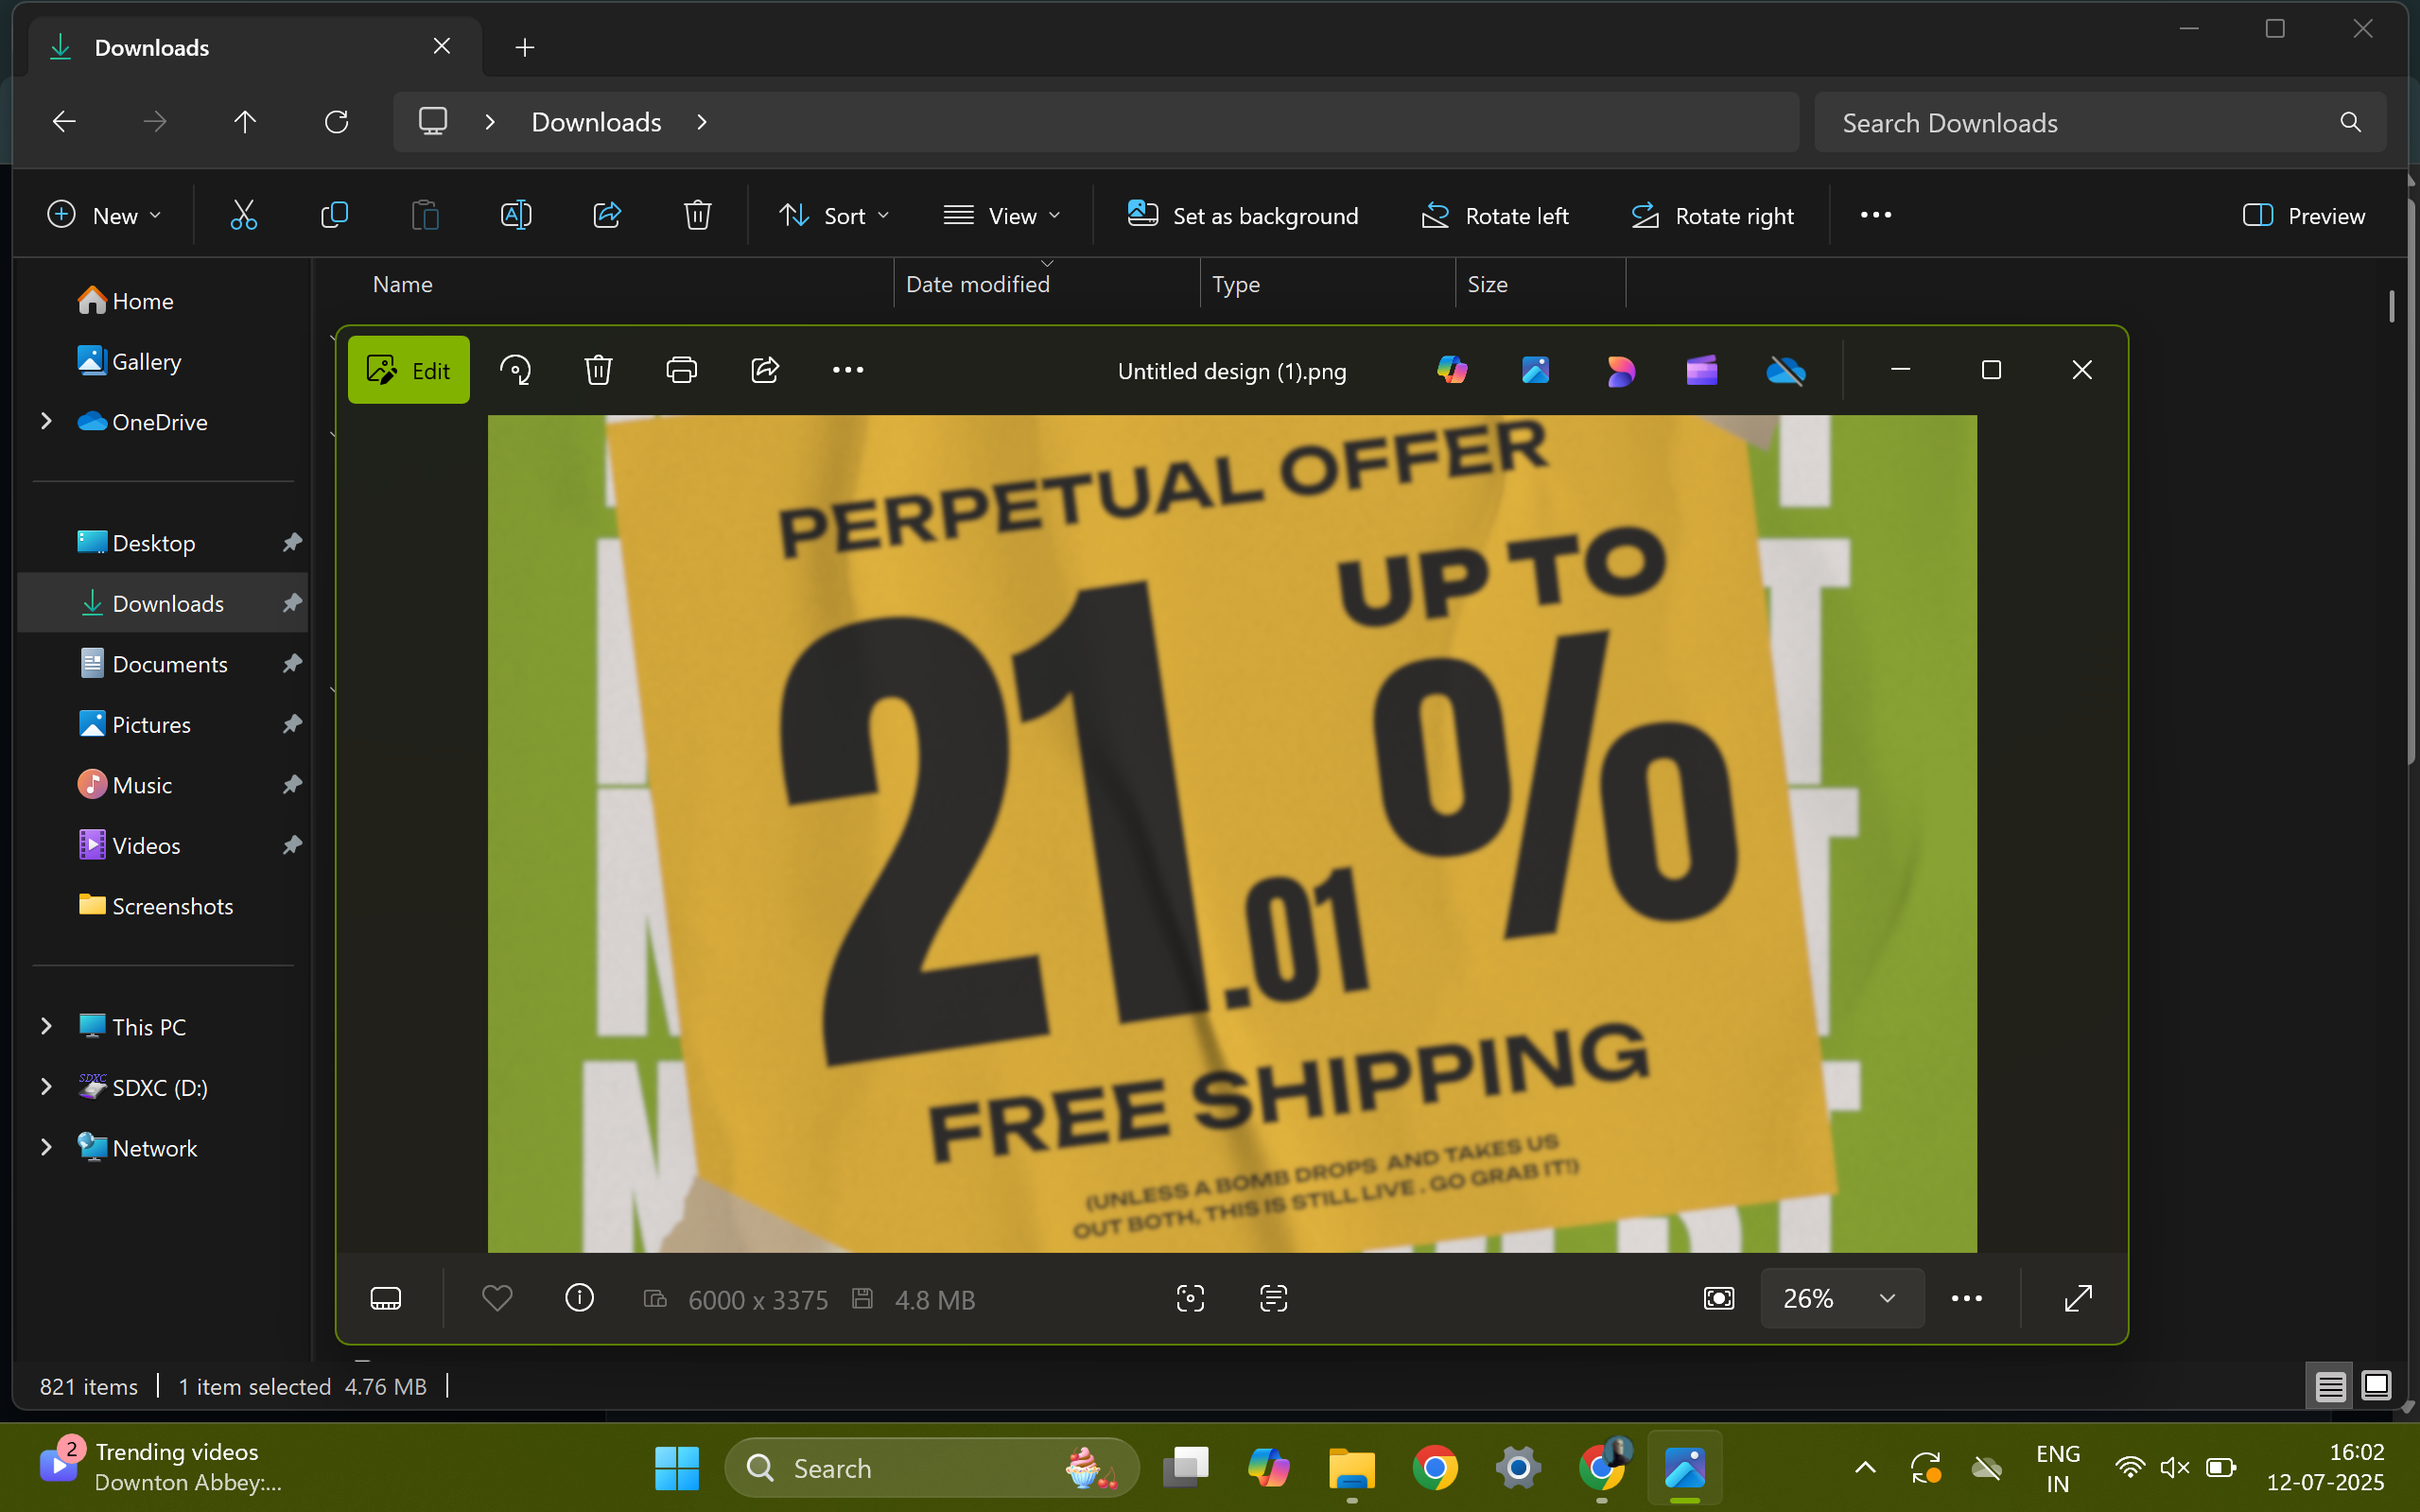 Downloads
Downloads
Search Downloads
New
Sort
View
Set as background
Rotate left
Rotate right
Preview
Name
Date modified
Type
Size
Home
Gallery
OneDrive
Desktop
Downloads
Documents
Pictures
Music
Videos
Screenshots
This PC
SDXC
SDXC (D:)
Network
Edit
Untitled design (1).png
PERPETUAL OFFER
UP TO
21.01%
FREE SHIPPING
(UNLESS A BOMB DROPS AND TAKES US
OUT BOTH, THIS IS STILL LIVE . GO GRAB IT!)
6000 x 3375
4.8 MB
26%
821 items
1 item selected 4.76 MB
2
Trending videos
Downton Abbey:...
Search
ENG
IN
16:02
12-07-2025